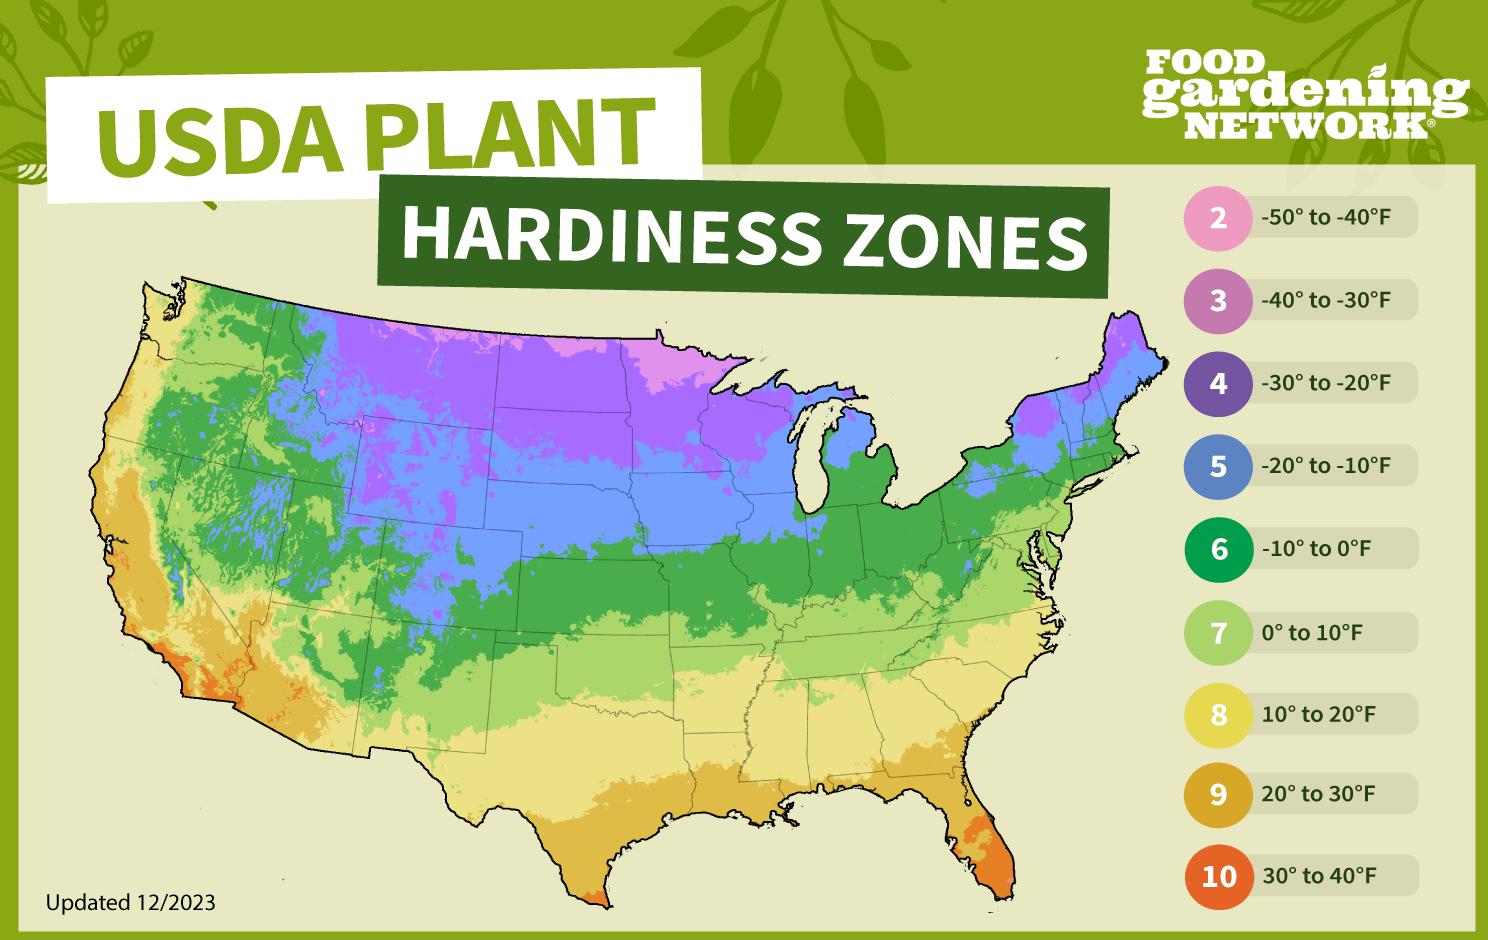 USDA PLANT
HARDINESS ZONES
FOOD
gardening
NETWORK®
2 -50° to -40°F
3 -40° to -30°F
4 -30° to -20°F
5 -20° to -10°F
6 -10° to 0°F
7 0° to 10°F
8 10° to 20°F
9 20° to 30°F
10 30° to 40°F
Updated 12/2023